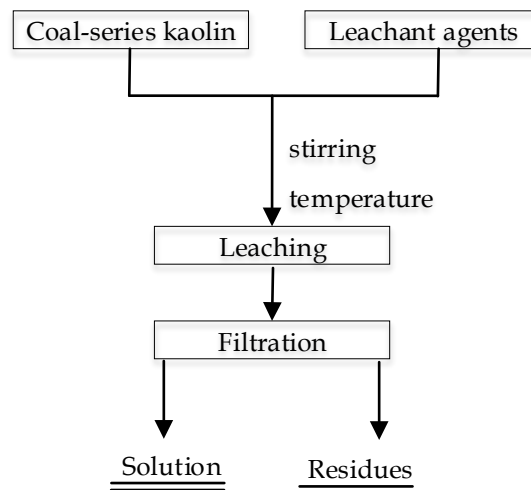 Coal-series kaolin
Leachant agents
stirring
temperature
Leaching
Filtration
Solution
Residues